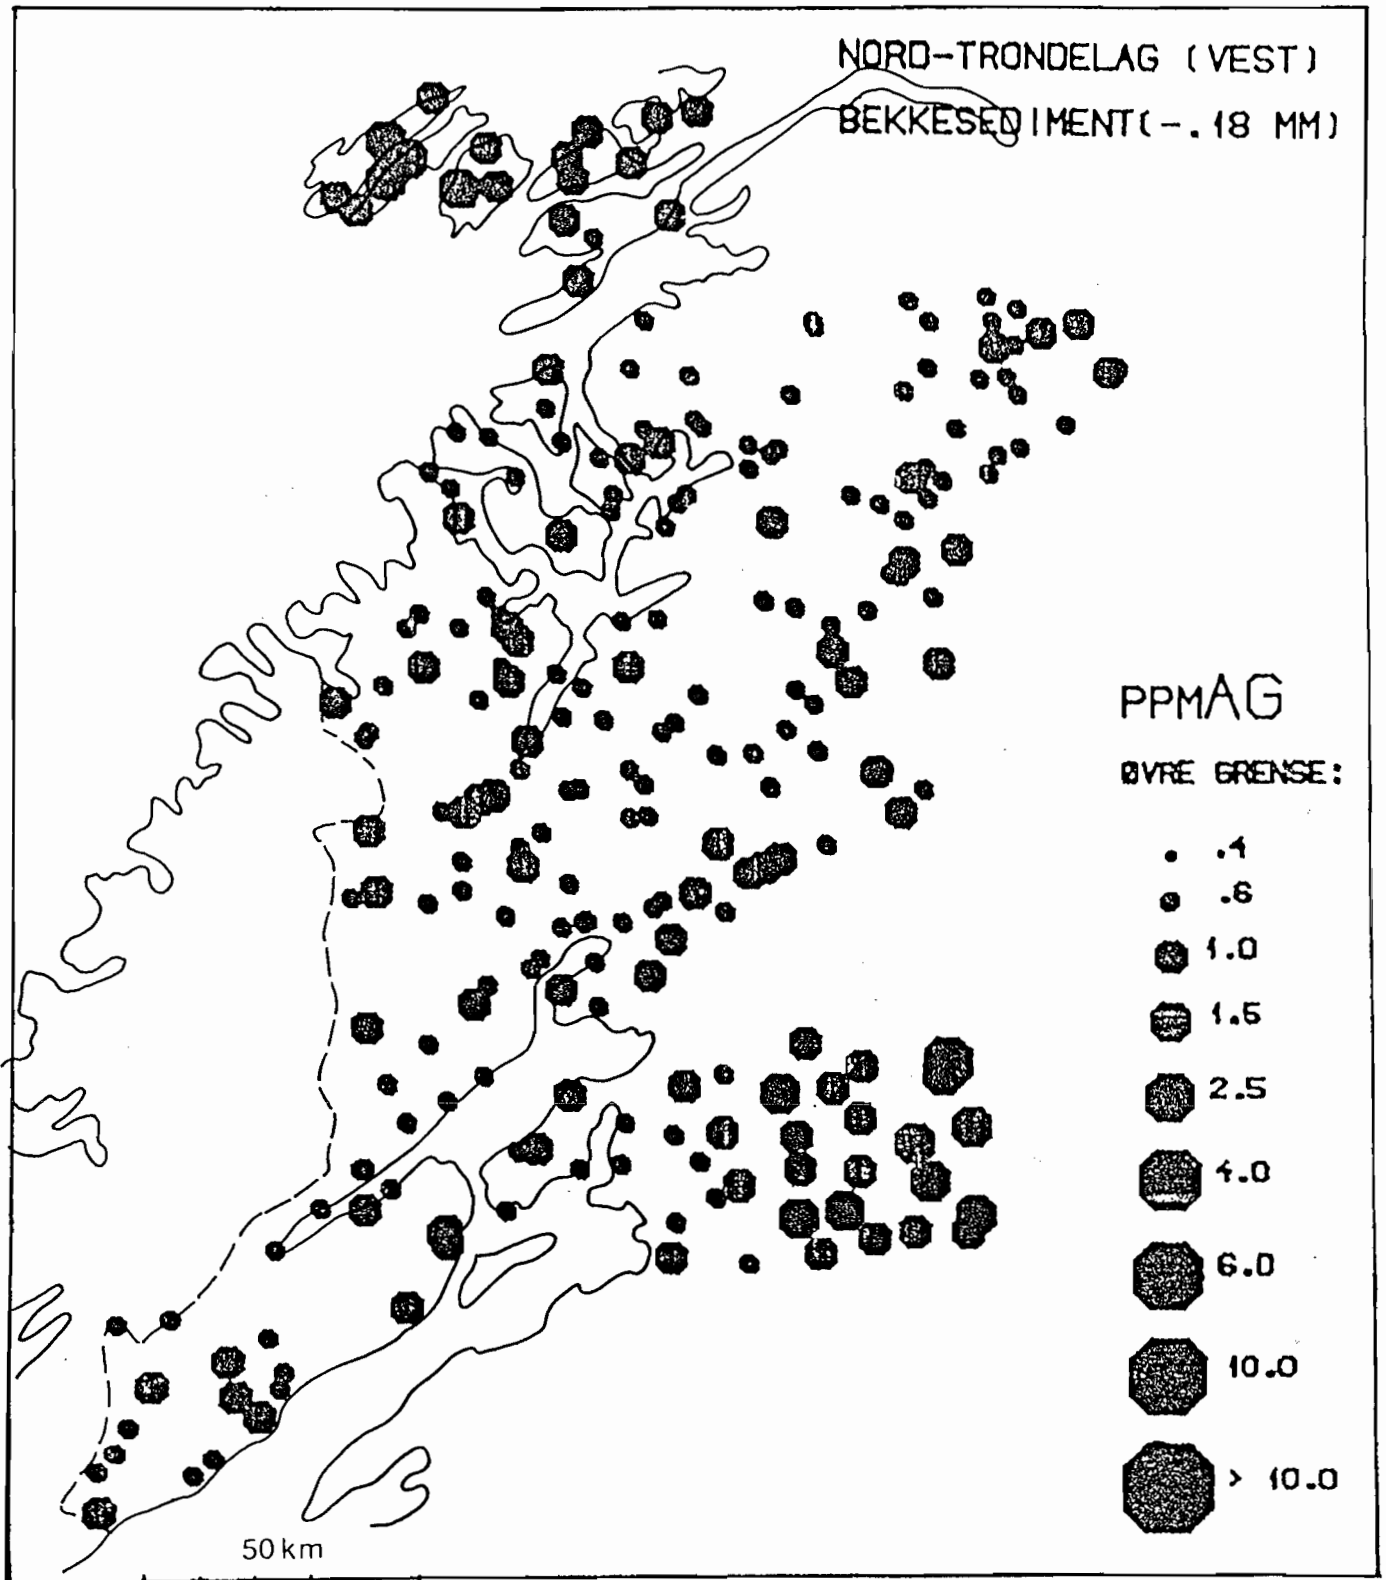 NORD-TRONDELAG (VEST)
BEKKESEDIMENT(-.18 MM)
PPMAG
ØVRE GRENSE:
.4
.6
1.0
1.5
2.5
4.0
6.0
10.0
> 10.0
50 km